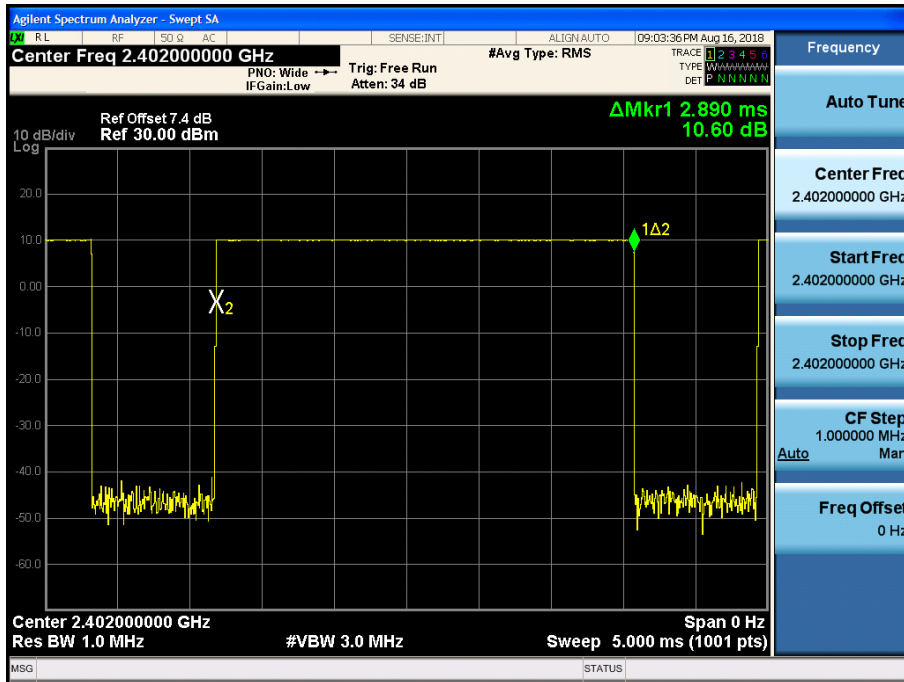 Agilent Spectrum Analyzer - Swept SA
LXI RL RF 50 Ω AC SENSE:INT ALIGN AUTO 09:03:36 PM Aug 16, 2018
Center Freq 2.402000000 GHz
#Avg Type: RMS
TRACE 1 2 3 4 5 6
PNO: Wide Trig: Free Run
TYPE WWWWWW
IFGain:Low Atten: 34 dB
DET P N N N N N
ΔMkr1 2.890 ms
10.60 dB
Ref Offset 7.4 dB
10 dB/div Ref 30.00 dBm
Log
20.0
10.0
0.00
-10.0
-20.0
-30.0
-40.0
-50.0
-60.0
1Δ2
2
Center 2.402000000 GHz Span 0 Hz
Res BW 1.0 MHz #VBW 3.0 MHz Sweep 5.000 ms (1001 pts)
MSG STATUS
Frequency
Auto Tune
Center Freq
2.402000000 GHz
Start Freq
2.402000000 GHz
Stop Freq
2.402000000 GHz
CF Step
1.000000 MHz
Auto Man
Freq Offset
0 Hz